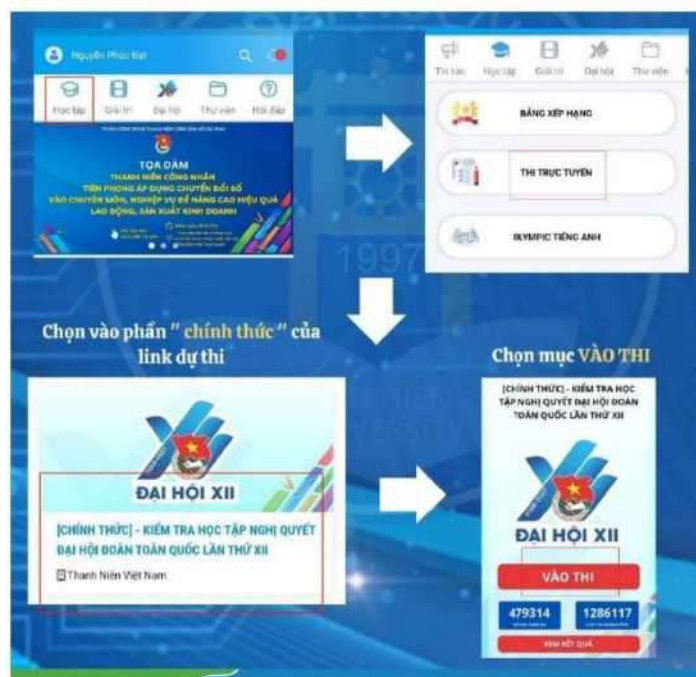 Nguyễn Phúc Đạt
Học tập
Giải trí
Đại hội
Thư viện
Hỏi đáp
TỌA ĐÀM
THANH NIÊN CÔNG NHÂN
TIÊN PHONG ÁP DỤNG CHUYỂN ĐỔI SỐ
VÀO CHUYÊN MÔN, NGHIỆP VỤ ĐỂ NÂNG CAO HIỆU QUẢ
LAO ĐỘNG, SẢN XUẤT KINH DOANH
Tin tức
Học tập
Giải trí
Đại hội
Thư viện
BẢNG XẾP HẠNG
THI TRỰC TUYẾN
OLYMPIC TIẾNG ANH
1997
Chọn vào phần " chính thức " của
link dự thi
ĐẠI HỘI XII
[CHÍNH THỨC] - KIỂM TRA HỌC TẬP NGHỊ QUYẾT
ĐẠI HỘI ĐOÀN TOÀN QUỐC LẦN THỨ XII
Thanh Niên Việt Nam
Chọn mục VÀO THI
[CHÍNH THỨC] - KIỂM TRA HỌC
TẬP NGHỊ QUYẾT ĐẠI HỘI ĐOÀN
TOÀN QUỐC LẦN THỨ XII
ĐẠI HỘI XII
VÀO THI
479314
1286117
XEM KẾT QUẢ